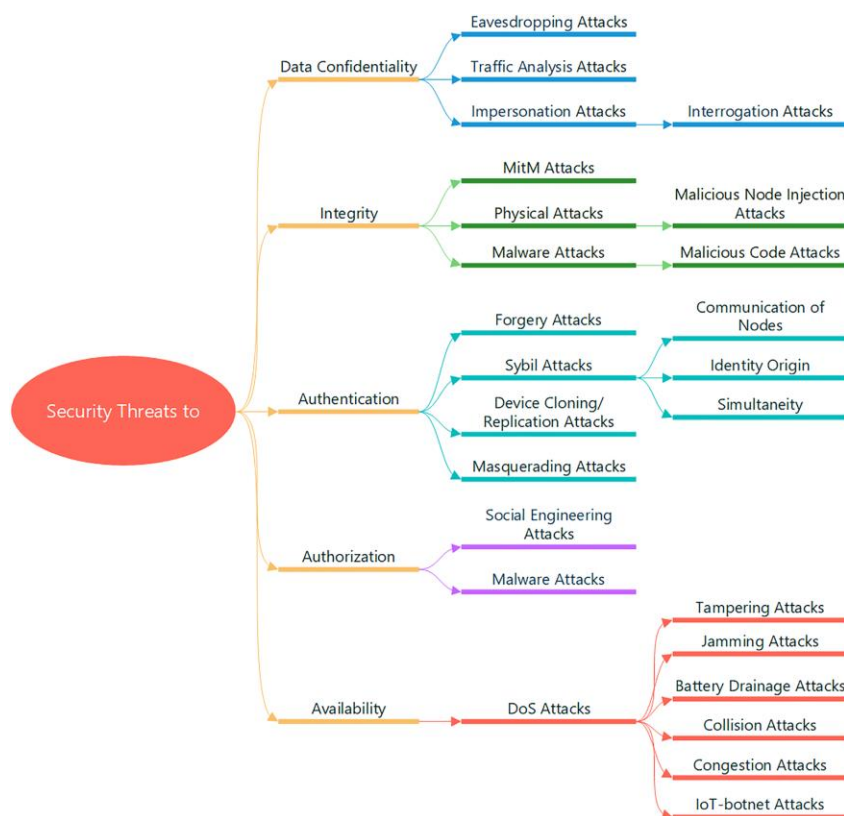 Security Threats to
Data Confidentiality
Eavesdropping Attacks
Traffic Analysis Attacks
Impersonation Attacks
Interrogation Attacks
Integrity
MitM Attacks
Physical Attacks
Malicious Node Injection
Attacks
Malware Attacks
Malicious Code Attacks
Authentication
Forgery Attacks
Sybil Attacks
Communication of
Nodes
Identity Origin
Simultaneity
Device Cloning/
Replication Attacks
Masquerading Attacks
Authorization
Social Engineering
Attacks
Malware Attacks
Availability
DoS Attacks
Tampering Attacks
Jamming Attacks
Battery Drainage Attacks
Collision Attacks
Congestion Attacks
IoT-botnet Attacks